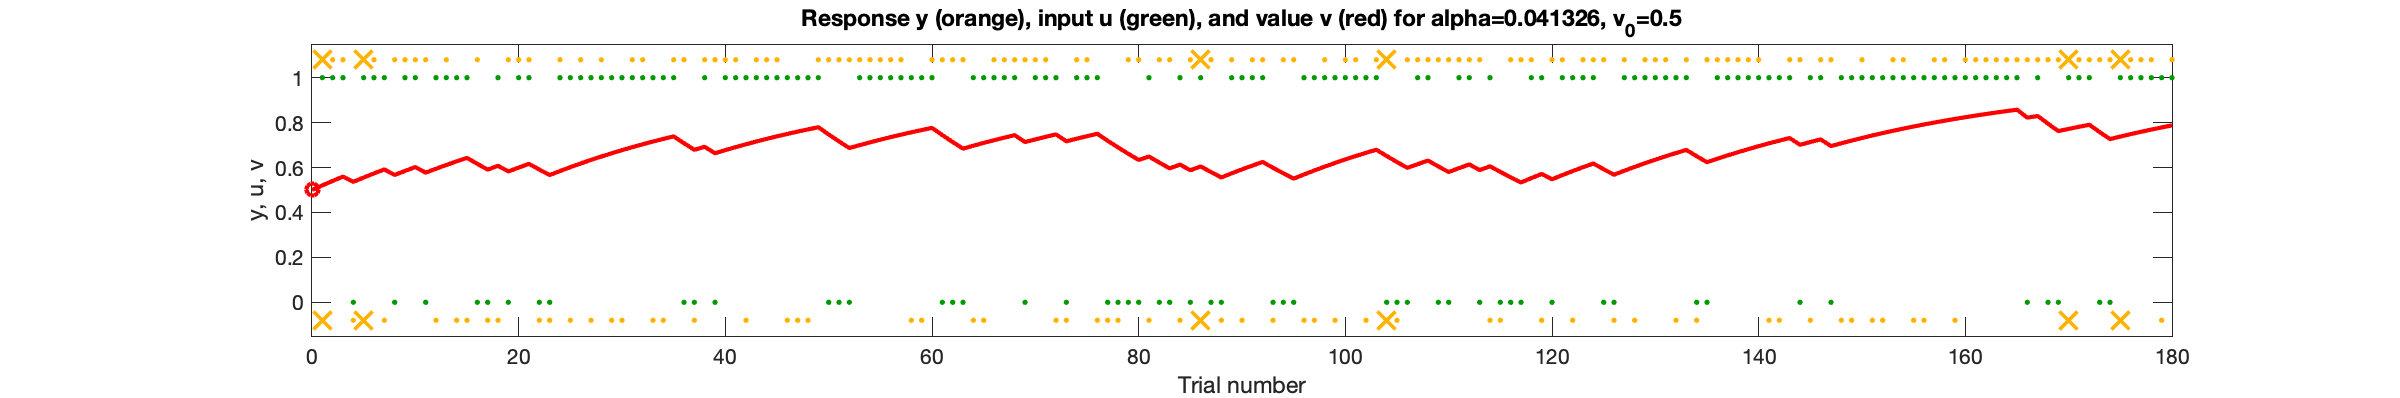 Response y (orange), input u (green), and value v (red) for alpha=0.041326, v₀=0.5
1
0.8
0.6
0.4
0.2
0
y, u, v
0 20 40 60 80 100 120 140 160 180
Trial number